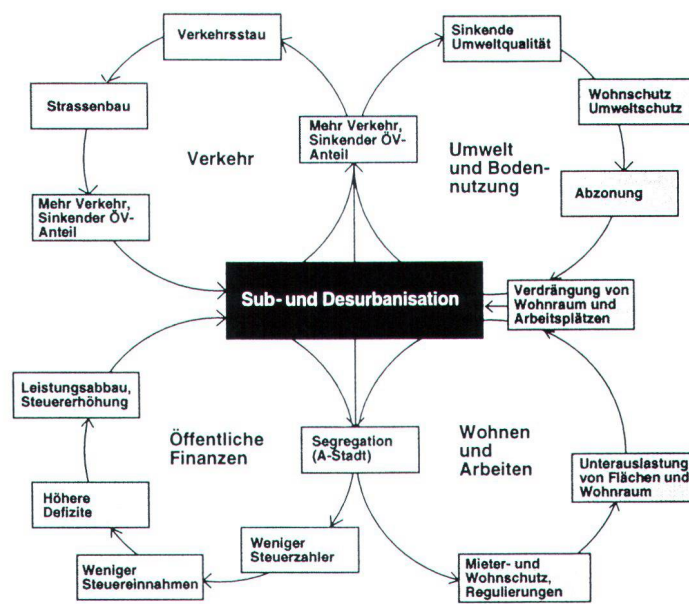 Verkehrsstau
Sinkende
Umweltqualität
Strassenbau
Wohnschutz
Umweltschutz
Mehr Verkehr,
Sinkender ÖV-
Anteil
Verkehr
Umwelt
und Boden-
nutzung
Abzonung
Mehr Verkehr,
Sinkender ÖV-
Anteil
Sub- und Desurbanisation
Verdrängung von
Wohnraum und
Arbeitsplätzen
Leistungsabbau,
Steuererhöhung
Öffentliche
Finanzen
Segregation
(A-Stadt)
Wohnen
und
Arbeiten
Unterauslastung
von Flächen und
Wohnraum
Höhere
Defizite
Weniger
Steuerzahler
Weniger
Steuereinnahmen
Mieter- und
Wohnschutz,
Regulierungen